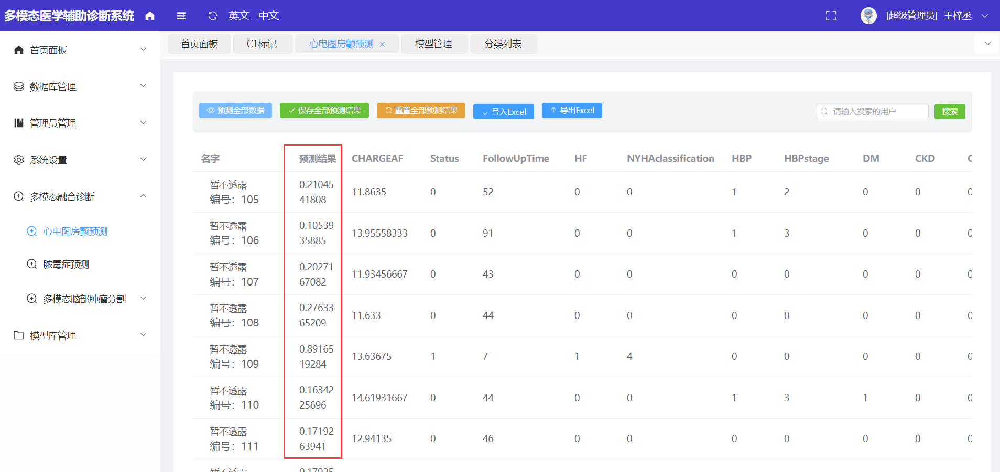 多模态医学辅助诊断系统 英文 中文 [超级管理员] 王梓丞
首页面板
数据库管理
管理员管理
系统设置
多模态融合诊断
心电图房颤预测
脓毒症预测
多模态脑部肿瘤分割
模型库管理
首页面板 CT标记 心电图房颤预测 模型管理 分类列表
预测全部数据 保存全部预测结果 重置全部预测结果 导入Excel 导出Excel 请输入搜索的用户 搜索
名字 预测结果 CHARGEAF Status FollowUpTime HF NYHAclassification HBP HBPstage DM CKD
暂不透露 0.21045
编号：105 41808 11.8635 0 52 0 0 1 2 0 0 0
暂不透露 0.10539
编号：106 35885 13.95558333 0 91 0 0 1 3 0 0 0
暂不透露 0.20271
编号：107 67082 11.93456667 0 43 0 0 0 0 0 0 0
暂不透露 0.27633
编号：108 65209 11.633 0 44 0 0 0 0 0 0 0
暂不透露 0.89165
编号：109 19284 13.63675 1 7 1 4 0 0 0 0 0
暂不透露 0.16342
编号：110 25696 14.61931667 0 44 0 0 1 3 1 0 0
暂不透露 0.17192
编号：111 63941 12.94135 0 46 0 0 0 0 0 0 0
暂不透露 0.17925